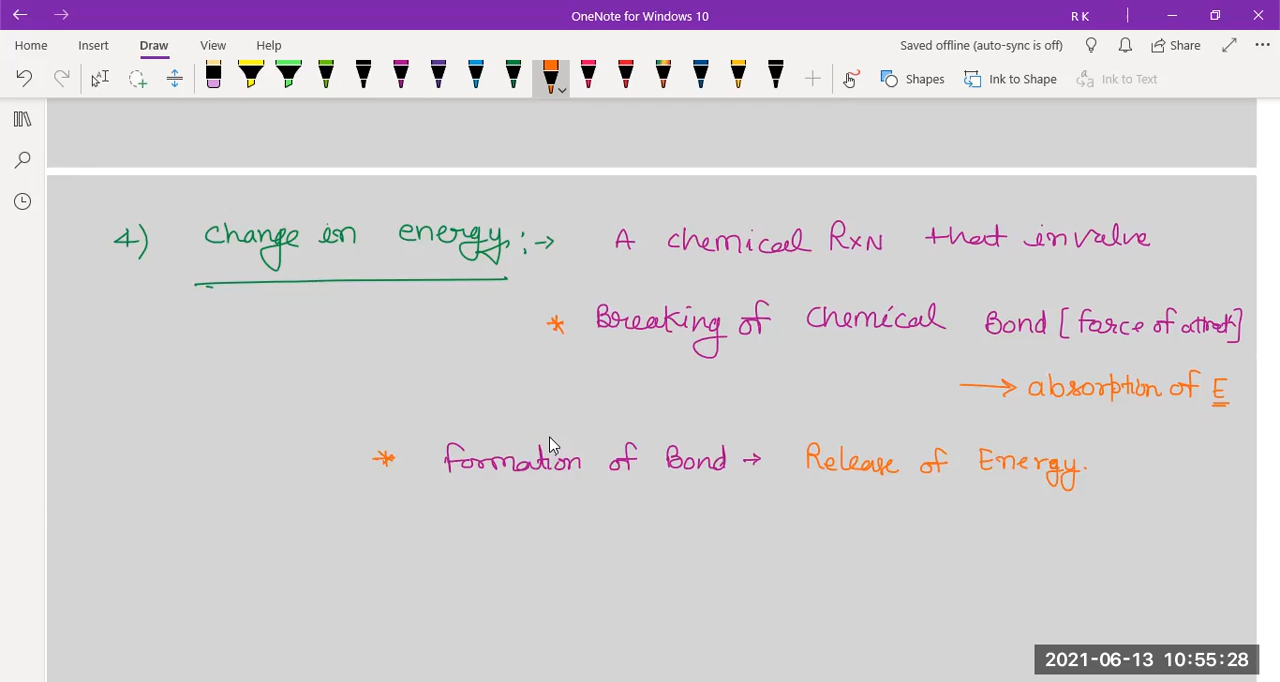 OneNote for Windows 10
R K
Home Insert Draw View Help
Saved offline (auto-sync is off) Share
Shapes Ink to Shape Ink to Text
4) change in energy :→ A chemical RxN that invalve
* Breaking of chemical Bond [force of attrat]
→ absorption of E
* formation of Bond → Release of Energy.
2021-06-13 10:55:28